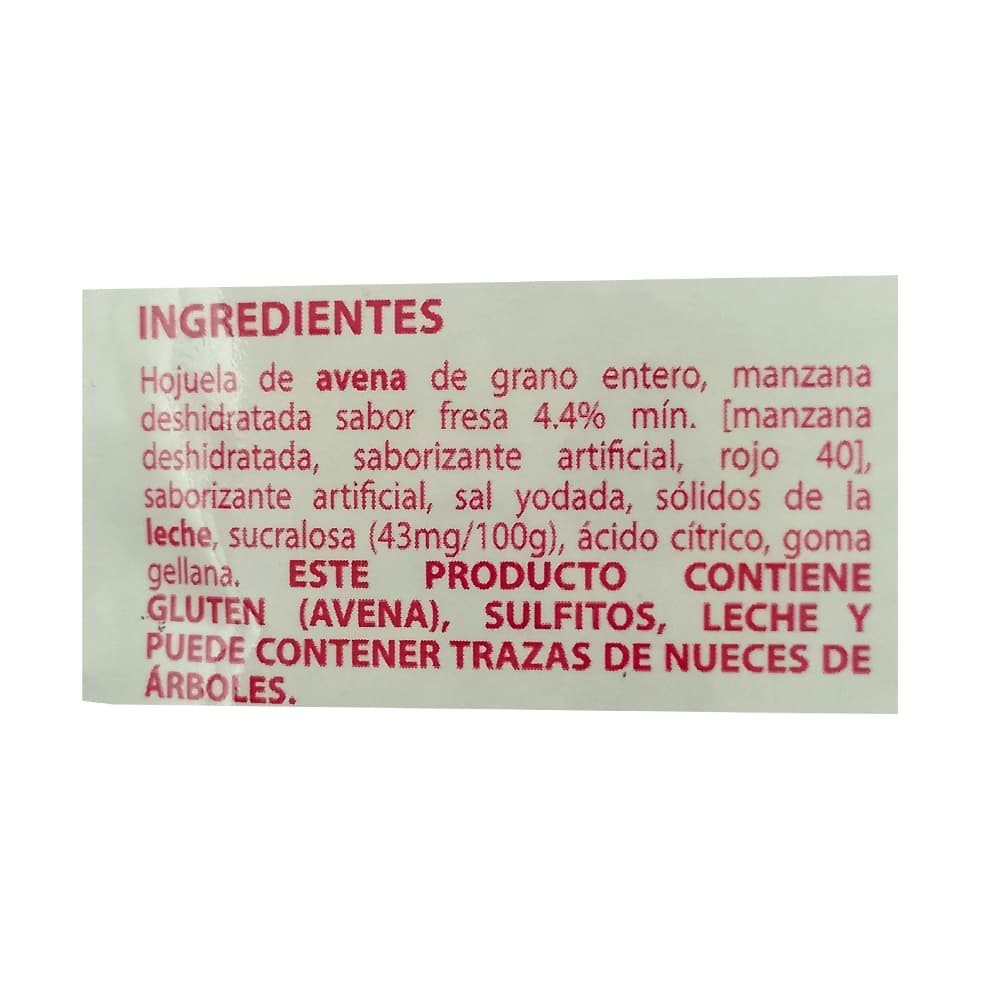 INGREDIENTES
Hojuela de avena de grano entero, manzana
deshidratada sabor fresa 4.4% mín. [manzana
deshidratada, saborizante artificial, rojo 40],
saborizante artificial, sal yodada, sólidos de la
leche, sucralosa (43mg/100g), ácido cítrico, goma
gellana. ESTE PRODUCTO CONTIENE
GLUTEN (AVENA), SULFITOS, LECHE Y
PUEDE CONTENER TRAZAS DE NUECES DE
ÁRBOLES.